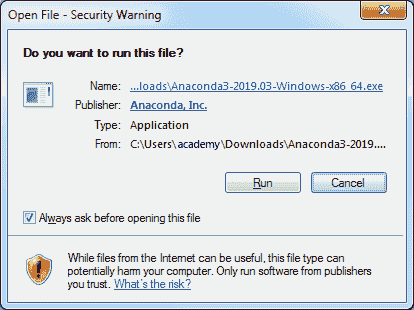 Open File - Security Warning
Do you want to run this file?
Name: ...loads\Anaconda3-2019.03-Windows-x86_64.exe
Publisher: Anaconda, Inc.
Type: Application
From: C:\Users\academy\Downloads\Anaconda3-2019....
Run Cancel
Always ask before opening this file
While files from the Internet can be useful, this file type can
potentially harm your computer. Only run software from publishers
you trust. What's the risk?